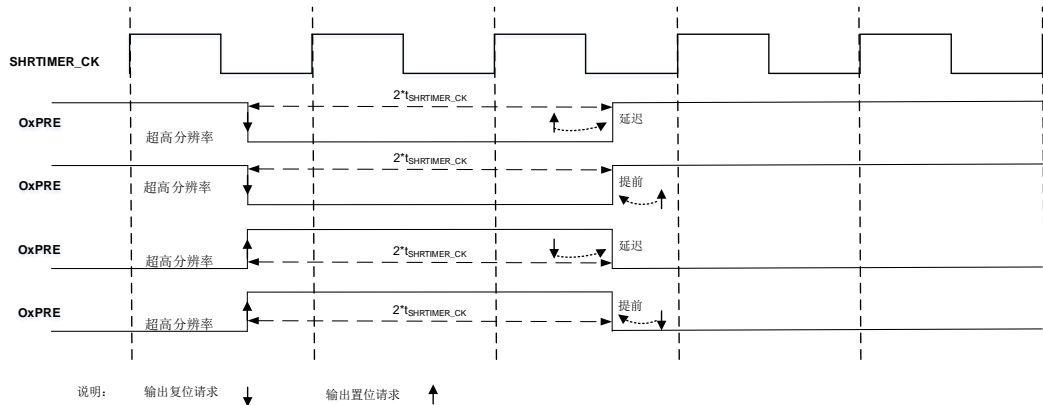 SHRTIMER_CK
2*tSHRTIMER_CK
OxPRE
超高分辨率
延迟
2*tSHRTIMER_CK
OxPRE
超高分辨率
提前
OxPRE
超高分辨率
2*tSHRTIMER_CK
延迟
OxPRE
超高分辨率
2*tSHRTIMER_CK
提前
说明： 输出复位请求 输出置位请求